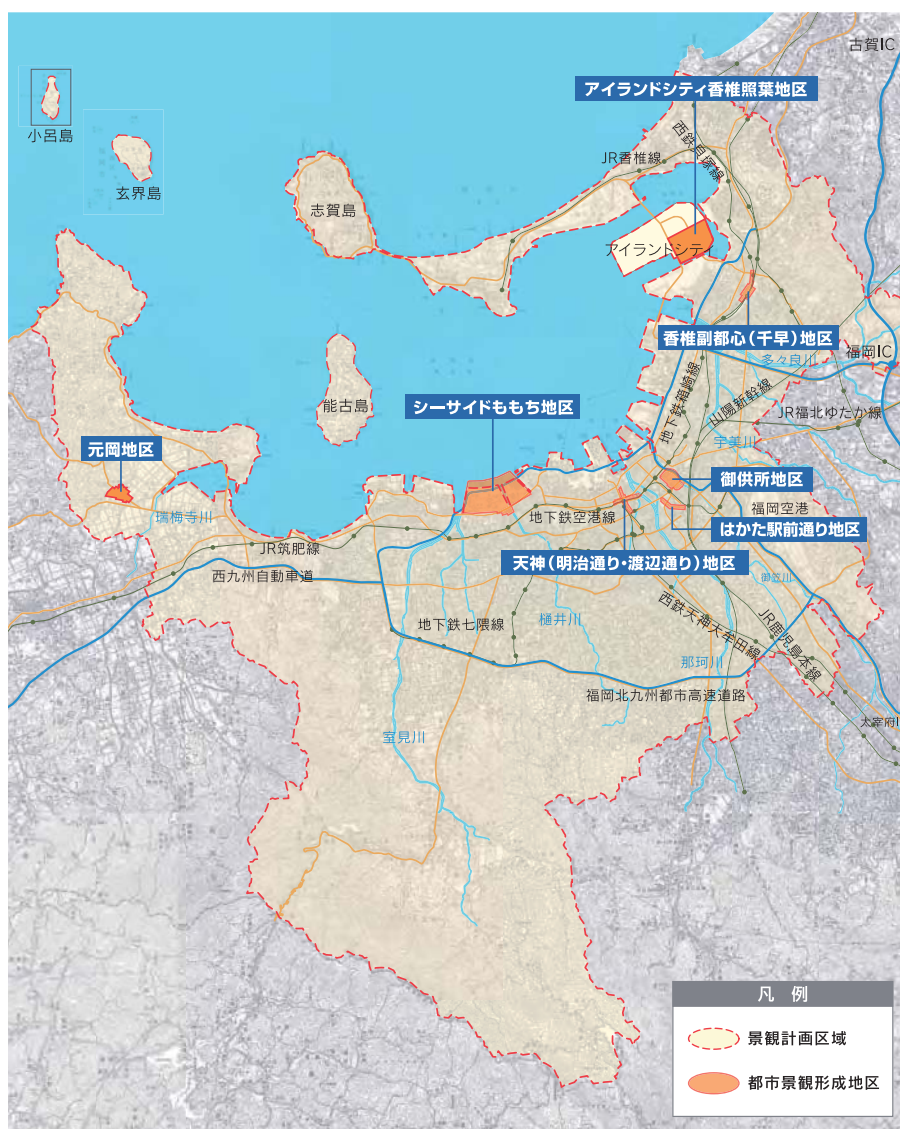 古賀IC
アイランドシティ香椎照葉地区
小呂島
西鉄貝塚線
JR香椎線
玄界島
志賀島
アイランドシティ
香椎副都心（千早）地区
福岡IC
多々良川
地下鉄箱崎線
山陽新幹線
能古島
シーサイドももち地区
JR福北ゆたか線
宇美川
元岡地区
御供所地区
瑞梅寺川
福岡空港
地下鉄空港線
はかた駅前通り地区
JR筑肥線
天神（明治通り・渡辺通り）地区
西九州自動車道
御笠川
西鉄天神大牟田線
JR鹿児島本線
地下鉄七隈線
樋井川
那珂川
福岡北九州都市高速道路
太宰府I
室見川
凡 例
景観計画区域
都市景観形成地区